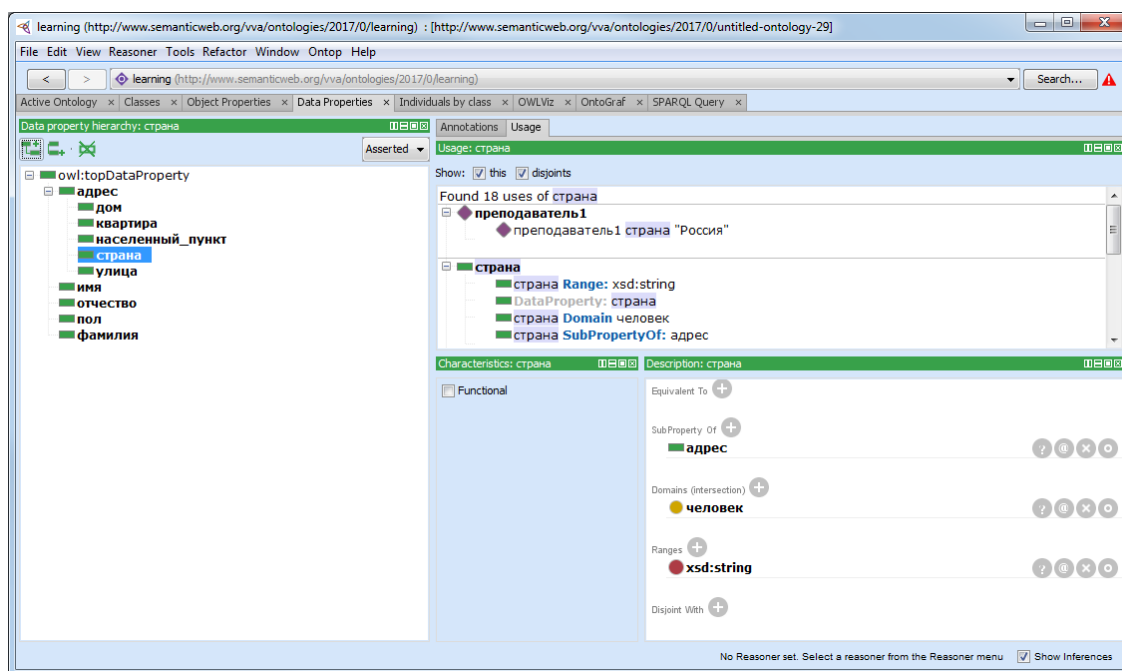 learning (http://www.semanticweb.org/vva/ontologies/2017/0/learning) : [http://www.semanticweb.org/vva/ontologies/2017/0/untitled-ontology-29]
File Edit View Reasoner Tools Refactor Window Ontop Help
< > learning (http://www.semanticweb.org/vva/ontologies/2017/0/learning) Search...
Active Ontology × Classes × Object Properties × Data Properties × Individuals by class × OWLViz × OntoGraf × SPARQL Query ×
Data property hierarchy: страна
Asserted
owl:topDataProperty
адрес
дом
квартира
населенный_пункт
страна
улица
имя
отчество
пол
фамилия
Annotations Usage
Usage: страна
Show: this disjoints
Found 18 uses of страна
преподаватель1
преподаватель1 страна "Россия"
страна
страна Range: xsd:string
DataProperty: страна
страна Domain человек
страна SubPropertyOf: адрес
Characteristics: страна
Functional
Description: страна
Equivalent To
SubProperty Of
адрес
Domains (intersection)
человек
Ranges
xsd:string
Disjoint With
No Reasoner set. Select a reasoner from the Reasoner menu Show Inferences